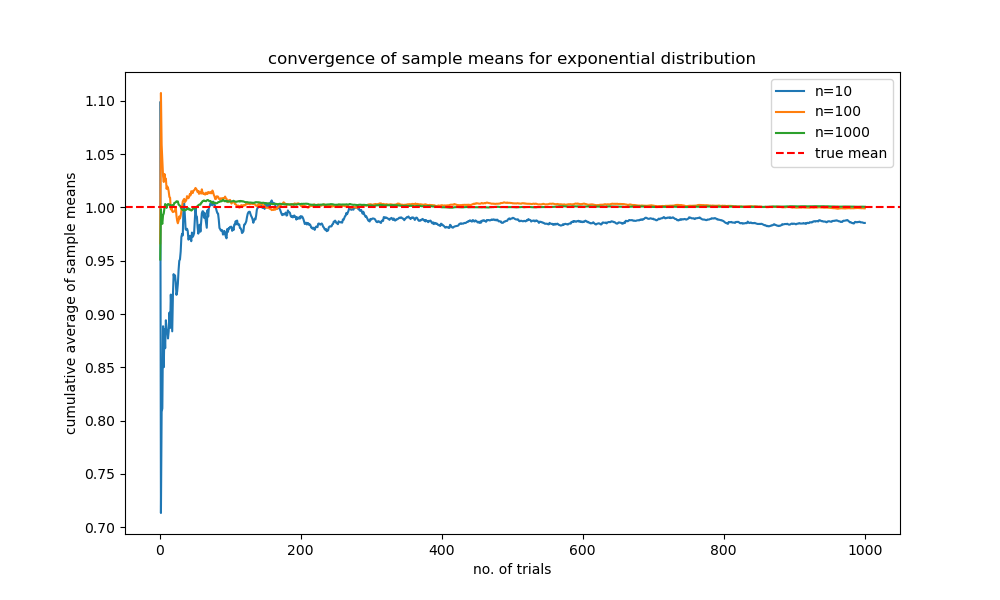 convergence of sample means for exponential distribution
n=10
n=100
n=1000
true mean
cumulative average of sample means
1.10
1.05
1.00
0.95
0.90
0.85
0.80
0.75
0.70
0 200 400 600 800 1000
no. of trials